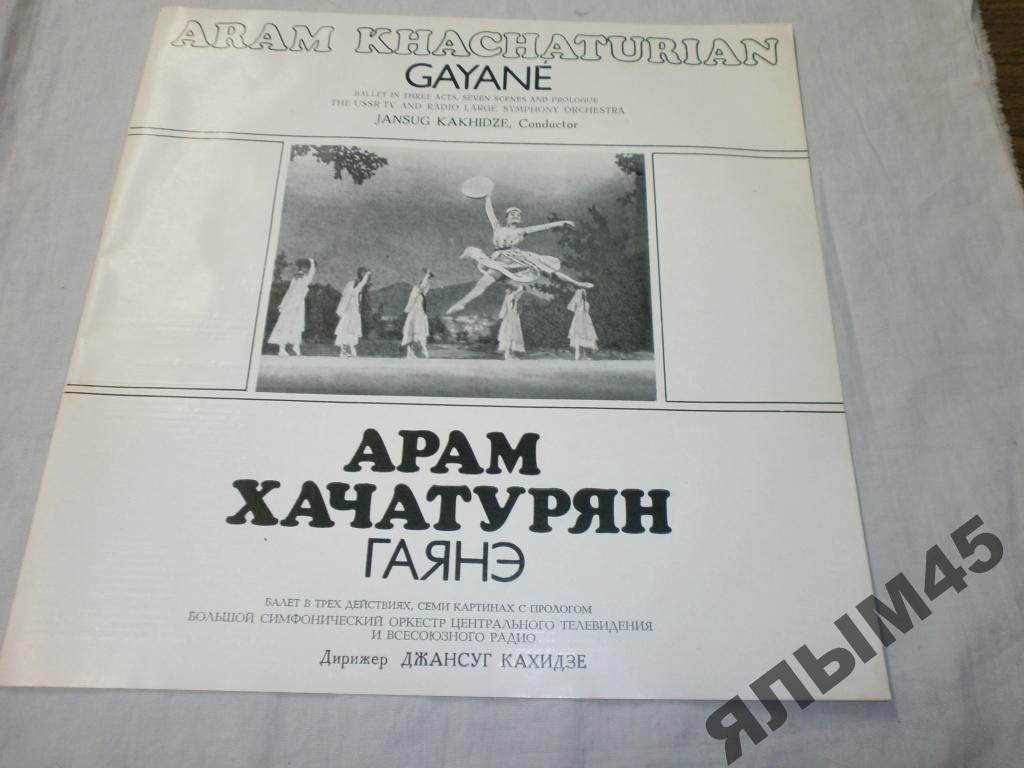 ARAM KHACHATURIAN
GAYANÉ
BALLET IN THREE ACTS, SEVEN SCENES AND PROLOGUE
THE USSR TV AND RADIO LARGE SYMPHONY ORCHESTRA
JANSUG KAKHIDZE, Conductor
АРАМ
ХАЧАТУРЯН
ГАЯНЭ
БАЛЕТ В ТРЕХ ДЕЙСТВИЯХ, СЕМИ КАРТИНАХ С ПРОЛОГОМ
БОЛЬШОЙ СИМФОНИЧЕСКИЙ ОРКЕСТР ЦЕНТРАЛЬНОГО ТЕЛЕВИДЕНИЯ
И ВСЕСОЮЗНОГО РАДИО
Дирижер ДЖАНСУГ КАХИДЗЕ
ЯЛЫМ45